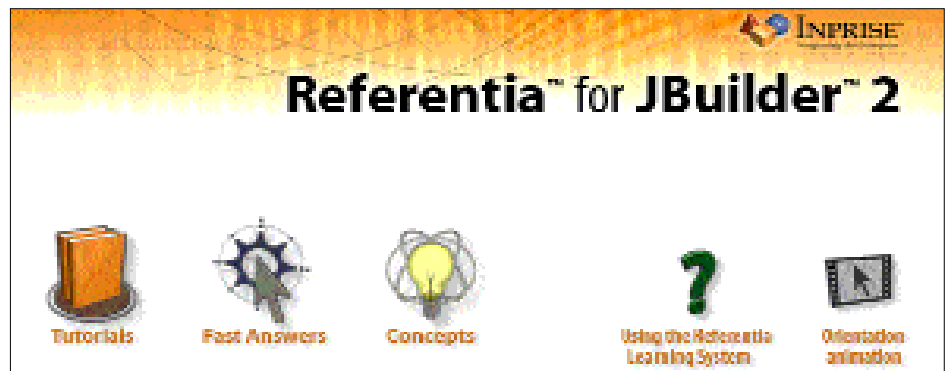 INPRISE
Referentia™ for JBuilder™ 2
Tutorials
Fast Answers
Concepts
Using the Referentia
Learning System
Orientation
animation